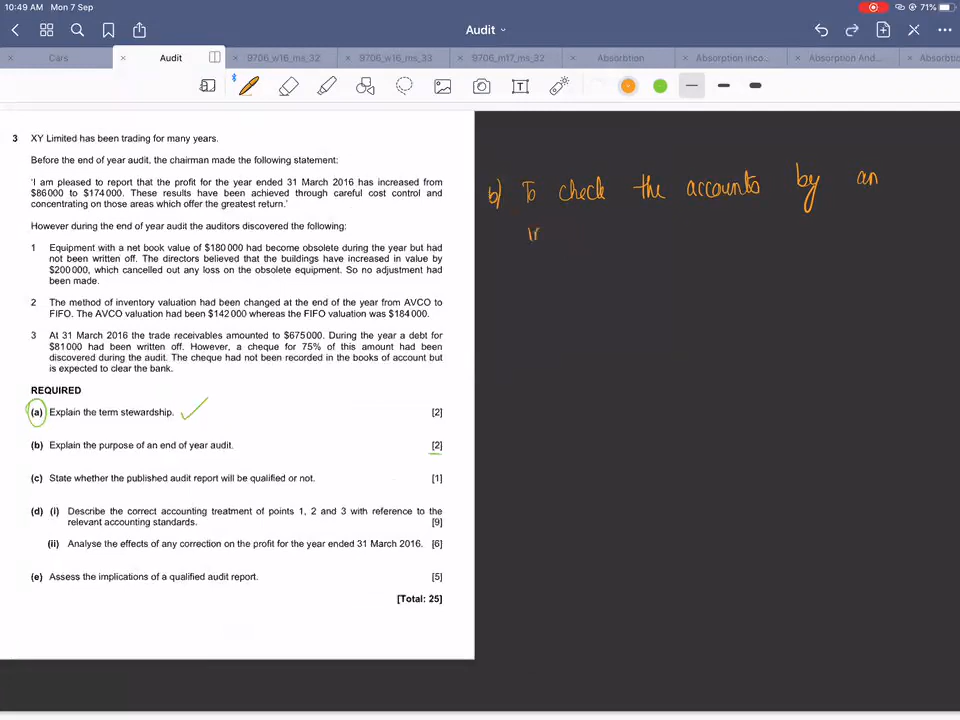 10:49 AM Mon 7 Sep
71%
Audit
Cars
Audit
9706_w16_ms_32
9706_w16_ms_33
9706_m17_ms_32
Absorbtion
Absorption Inco...
Absorption And...
Absorbti
3 XY Limited has been trading for many years.
Before the end of year audit, the chairman made the following statement:
'I am pleased to report that the profit for the year ended 31 March 2016 has increased from
$86 000 to $174 000. These results have been achieved through careful cost control and
concentrating on those areas which offer the greatest return.'
However during the end of year audit the auditors discovered the following:
1 Equipment with a net book value of $180 000 had become obsolete during the year but had
not been written off. The directors believed that the buildings have increased in value by
$200 000, which cancelled out any loss on the obsolete equipment. So no adjustment had
been made.
2 The method of inventory valuation had been changed at the end of the year from AVCO to
FIFO. The AVCO valuation had been $142 000 whereas the FIFO valuation was $184 000.
3 At 31 March 2016 the trade receivables amounted to $675 000. During the year a debt for
$81 000 had been written off. However, a cheque for 75% of this amount had been
discovered during the audit. The cheque had not been recorded in the books of account but
is expected to clear the bank.
REQUIRED
(a) Explain the term stewardship. [2]
(b) Explain the purpose of an end of year audit. [2]
(c) State whether the published audit report will be qualified or not. [1]
(d) (i) Describe the correct accounting treatment of points 1, 2 and 3 with reference to the
relevant accounting standards. [9]
(ii) Analyse the effects of any correction on the profit for the year ended 31 March 2016. [6]
(e) Assess the implications of a qualified audit report. [5]
[Total: 25]
b) To check the accounts by an